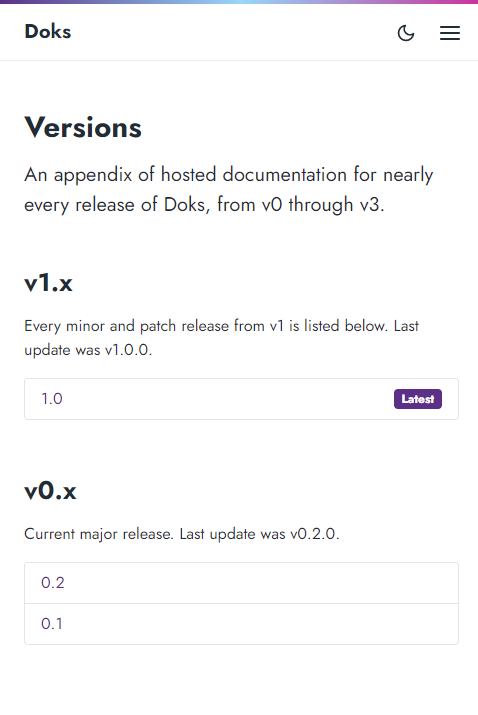 Doks
Versions
An appendix of hosted documentation for nearly
every release of Doks, from v0 through v3.
v1.x
Every minor and patch release from v1 is listed below. Last
update was v1.0.0.
1.0 Latest
v0.x
Current major release. Last update was v0.2.0.
0.2
0.1